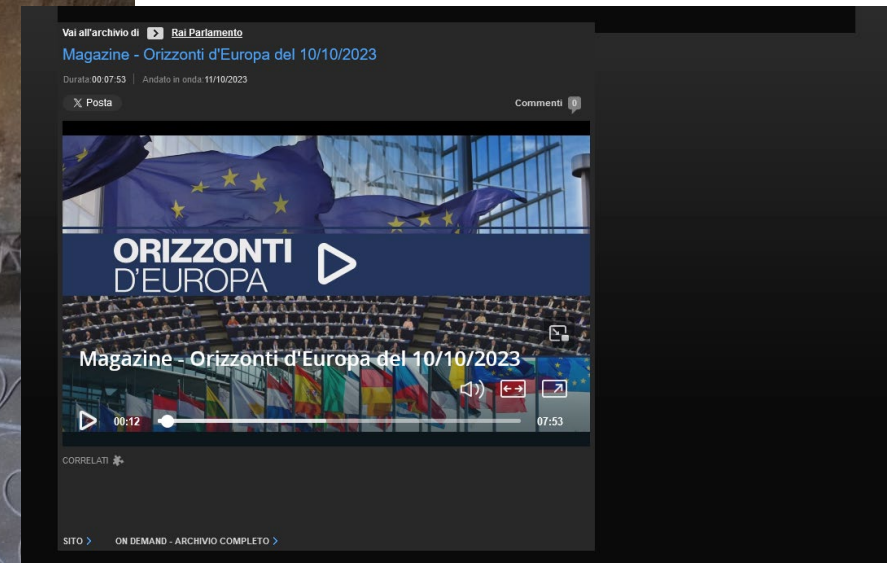 Vai all'archivio di Rai Parlamento
Magazine - Orizzonti d'Europa del 10/10/2023
Durata:00:07:53 | Andato in onda:11/10/2023
X Posta
Commenti 0
ORIZZONTI
D'EUROPA
Magazine - Orizzonti d'Europa del 10/10/2023
00:12
07:53
CORRELATI
SITO >
ON DEMAND - ARCHIVIO COMPLETO >